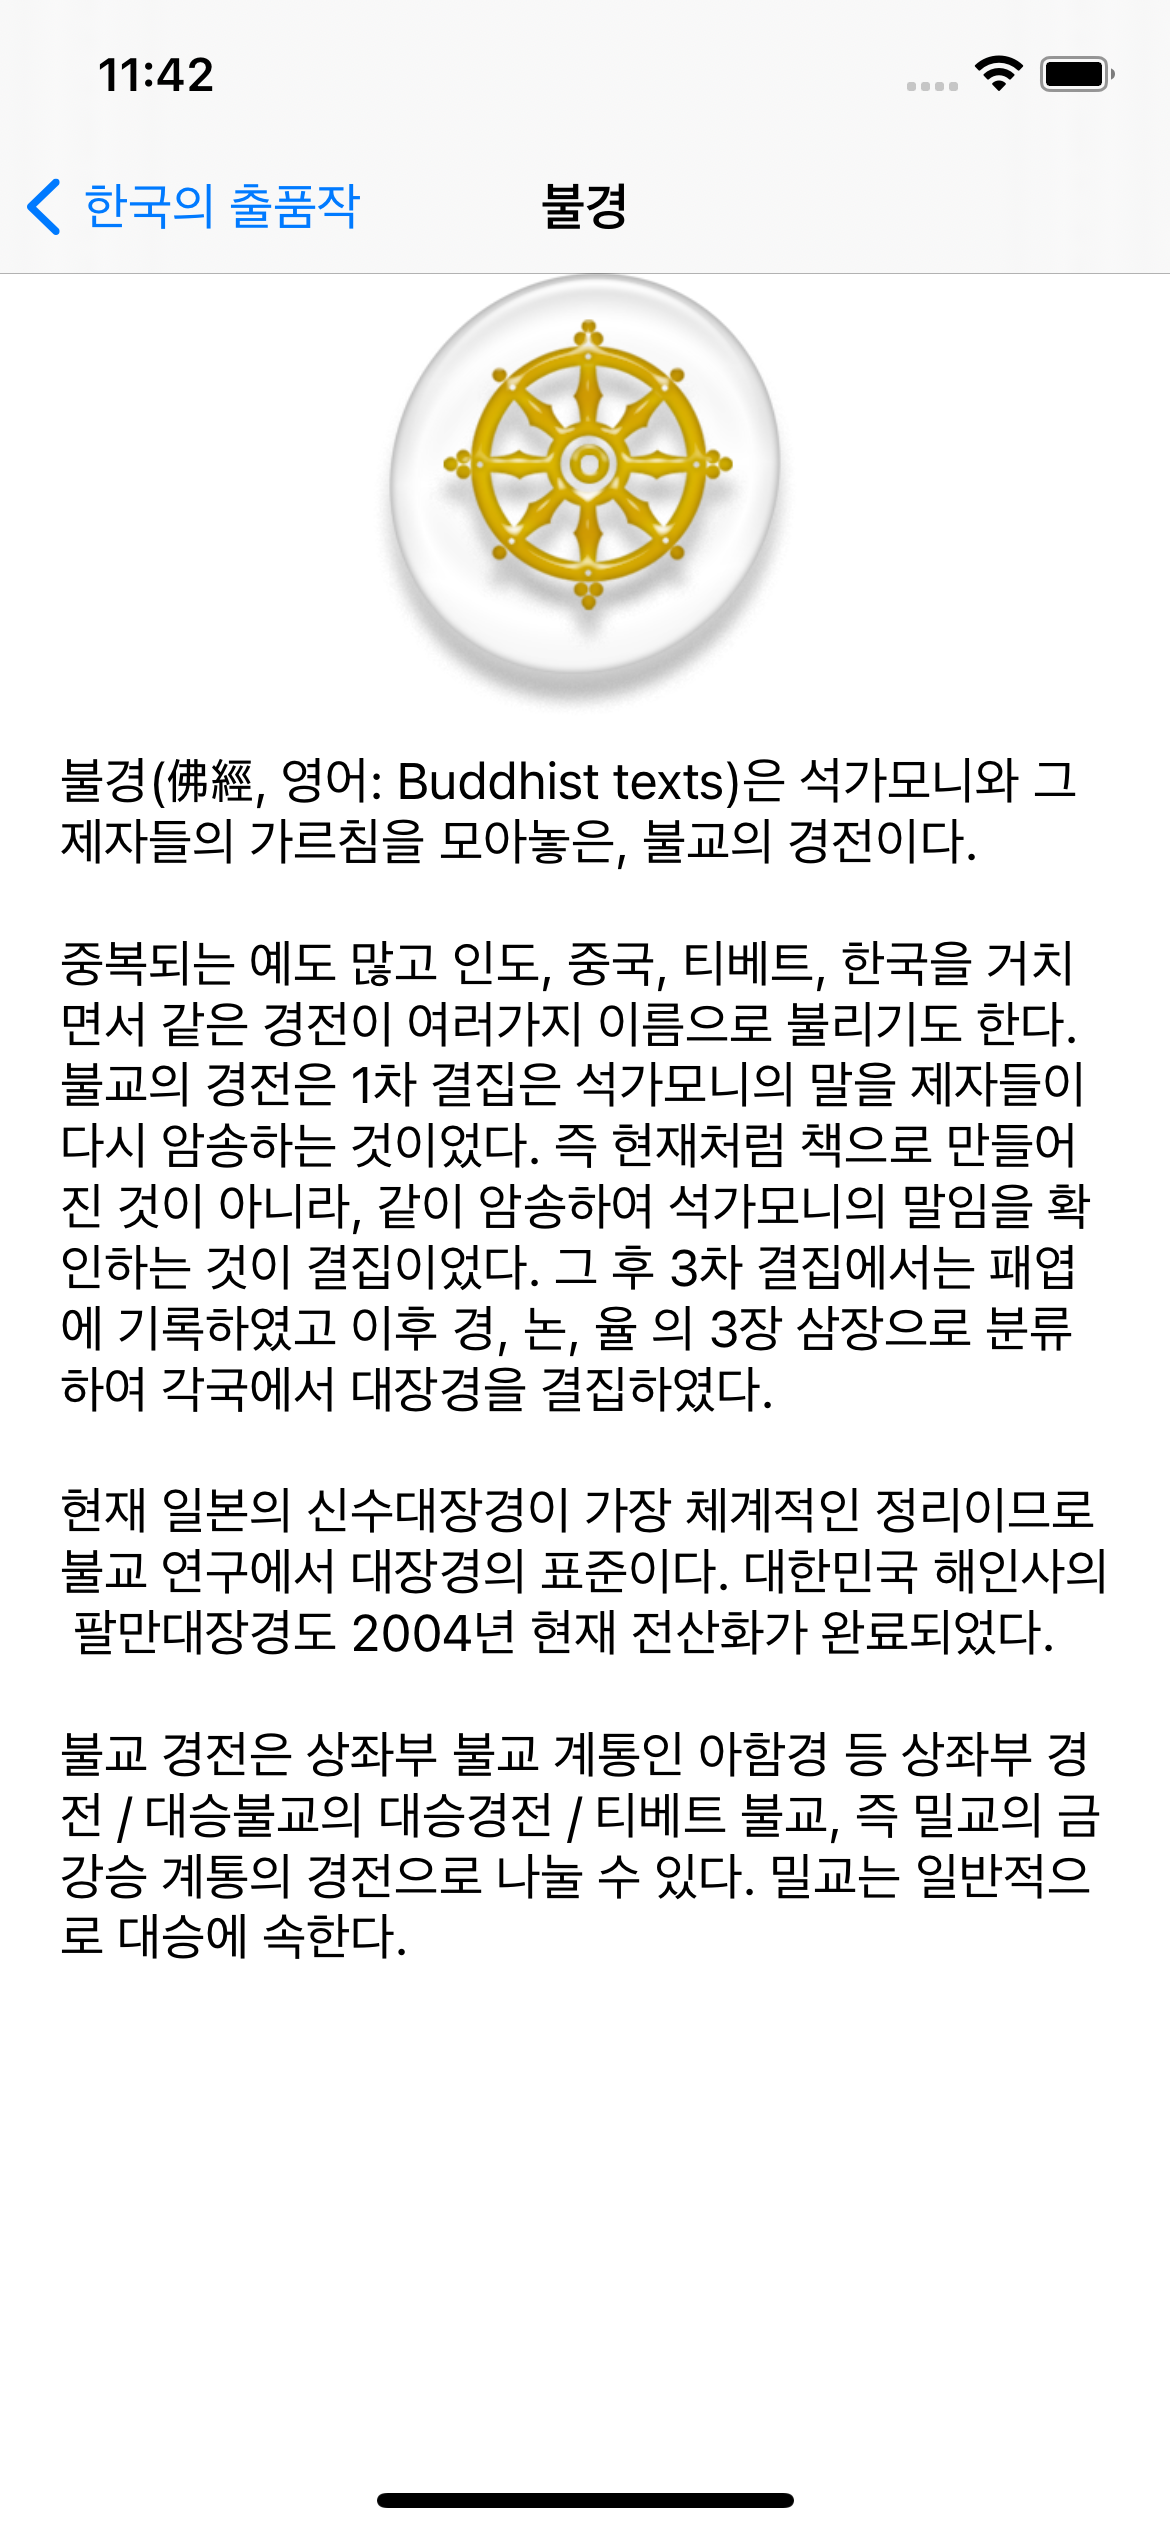 11:42
한국의 출품작
불경
불경(佛經, 영어: Buddhist texts)은 석가모니와 그
제자들의 가르침을 모아놓은, 불교의 경전이다.
중복되는 예도 많고 인도, 중국, 티베트, 한국을 거치
면서 같은 경전이 여러가지 이름으로 불리기도 한다.
불교의 경전은 1차 결집은 석가모니의 말을 제자들이
다시 암송하는 것이었다. 즉 현재처럼 책으로 만들어
진 것이 아니라, 같이 암송하여 석가모니의 말임을 확
인하는 것이 결집이었다. 그 후 3차 결집에서는 패엽
에 기록하였고 이후 경, 논, 율 의 3장 삼장으로 분류
하여 각국에서 대장경을 결집하였다.
현재 일본의 신수대장경이 가장 체계적인 정리이므로
불교 연구에서 대장경의 표준이다. 대한민국 해인사의
팔만대장경도 2004년 현재 전산화가 완료되었다.
불교 경전은 상좌부 불교 계통인 아함경 등 상좌부 경
전 / 대승불교의 대승경전 / 티베트 불교, 즉 밀교의 금
강승 계통의 경전으로 나눌 수 있다. 밀교는 일반적으
로 대승에 속한다.